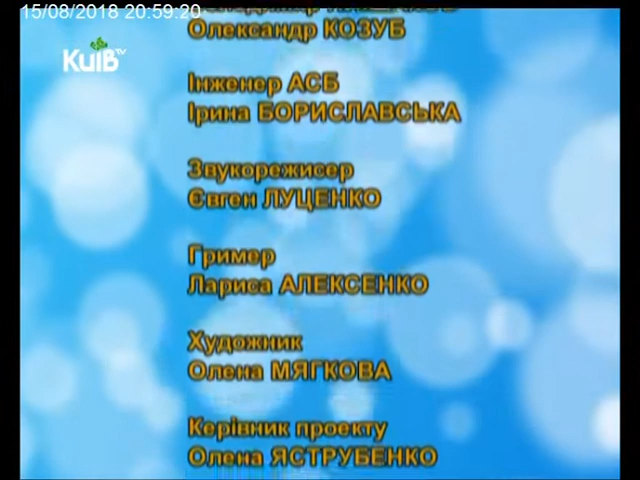 15/08/2018 20:59:20
Олександр КОЗУБ
КиїВ TV
Інженер АСБ
Ірина БОРИСЛАВСЬКА
Звукорежисер
Євген ЛУЦЕНКО
Гример
Лариса АЛЕКСЕНКО
Художник
Олена МЯГКОВА
Керівник проекту
Олена ЯСТРУБЕНКО